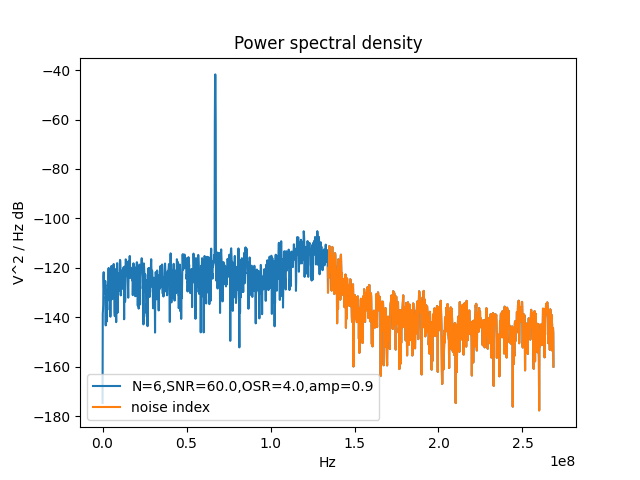 Power spectral density
V^2 / Hz dB
−40
−60
−80
−100
−120
−140
−160
−180
N=6,SNR=60.0,OSR=4.0,amp=0.9
noise index
0.0 0.5 1.0 1.5 2.0 2.5
1e8
Hz